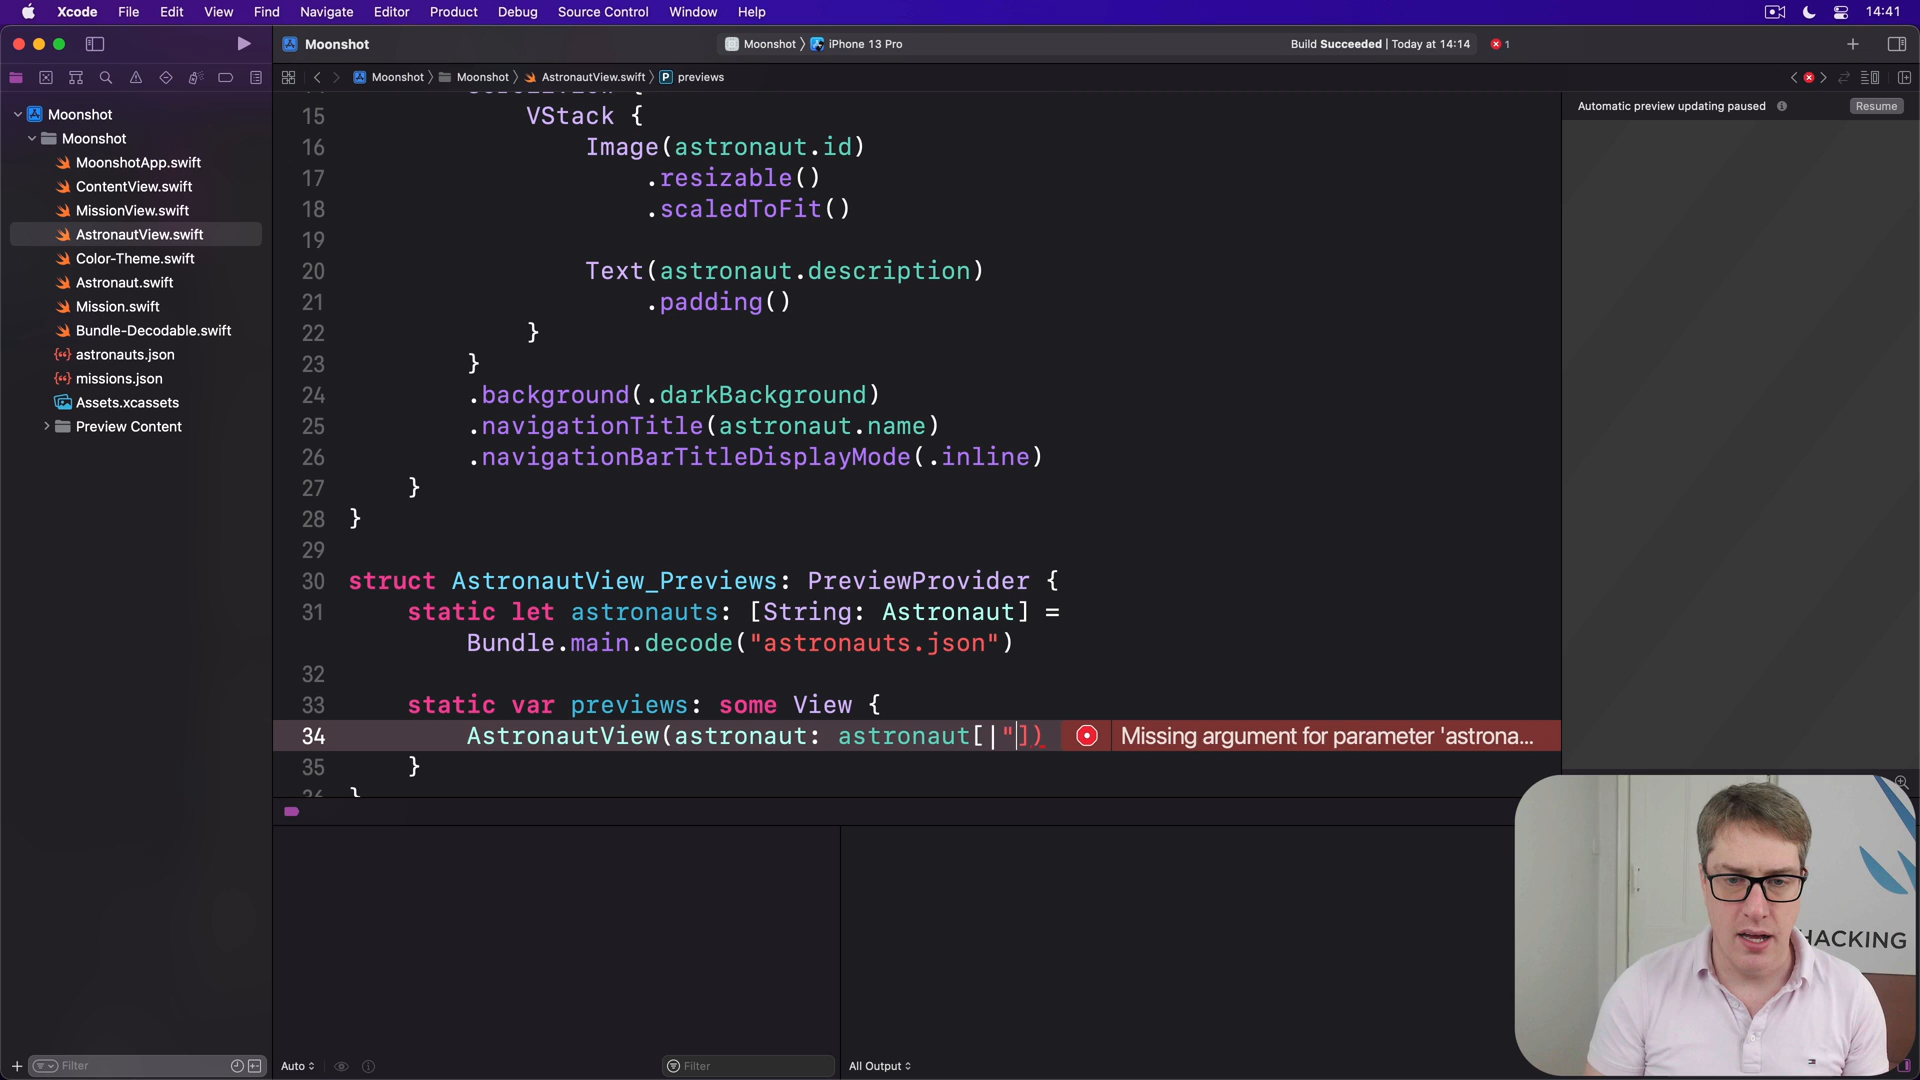 Xcode File Edit View Find Navigate Editor Product Debug Source Control Window Help 14:41
Moonshot
Moonshot 〉 iPhone 13 Pro
Build Succeeded | Today at 14:14
1
Moonshot 〉 Moonshot 〉 AstronautView.swift 〉 P previews
Automatic preview updating paused
Resume
Moonshot
Moonshot
MoonshotApp.swift
ContentView.swift
MissionView.swift
AstronautView.swift
Color-Theme.swift
Astronaut.swift
Mission.swift
Bundle-Decodable.swift
astronauts.json
missions.json
Assets.xcassets
Preview Content
15 VStack {
16 Image(astronaut.id)
17 .resizable()
18 .scaledToFit()
19
20 Text(astronaut.description)
21 .padding()
22 }
23 }
24 .background(.darkBackground)
25 .navigationTitle(astronaut.name)
26 .navigationBarTitleDisplayMode(.inline)
27 }
28 }
29
30 struct AstronautView_Previews: PreviewProvider {
31 static let astronauts: [String: Astronaut] =
Bundle.main.decode("astronauts.json")
32
33 static var previews: some View {
34 AstronautView(astronaut: astronaut[|"]) Missing argument for parameter 'astrona...
35 }
HACKING
Filter
Auto
Filter
All Output